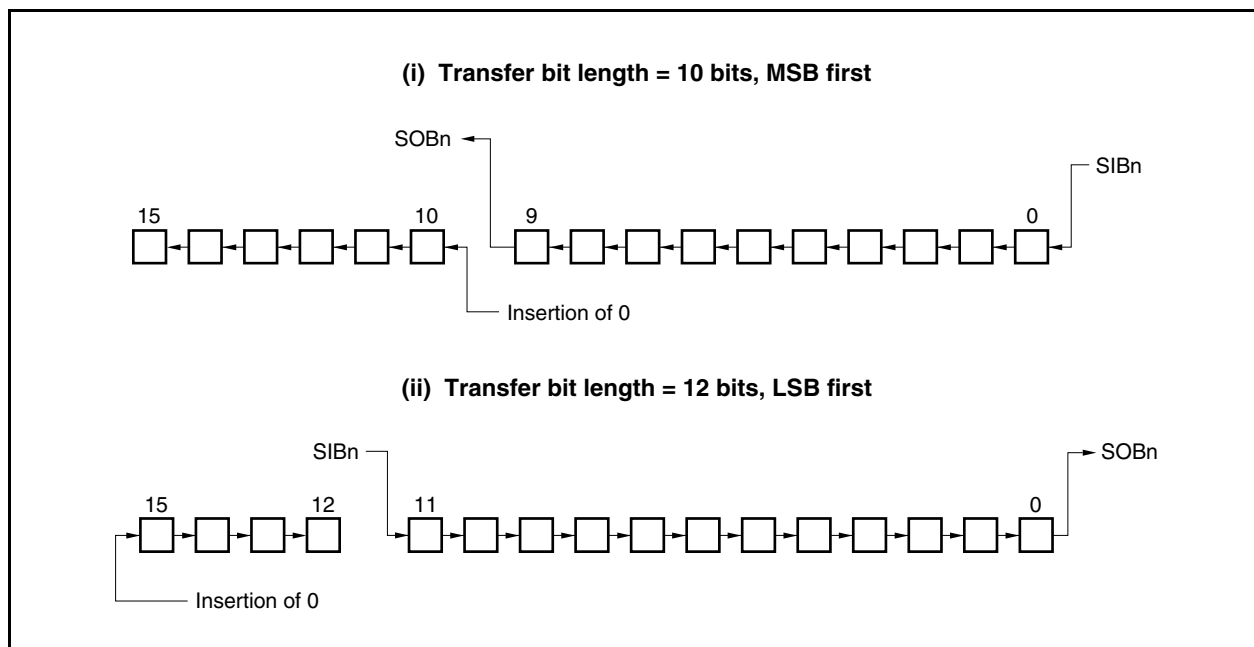 (i) Transfer bit length = 10 bits, MSB first
SOBn
SIBn
15
10
9
0
Insertion of 0
(ii) Transfer bit length = 12 bits, LSB first
SIBn
SOBn
15
12
11
0
Insertion of 0